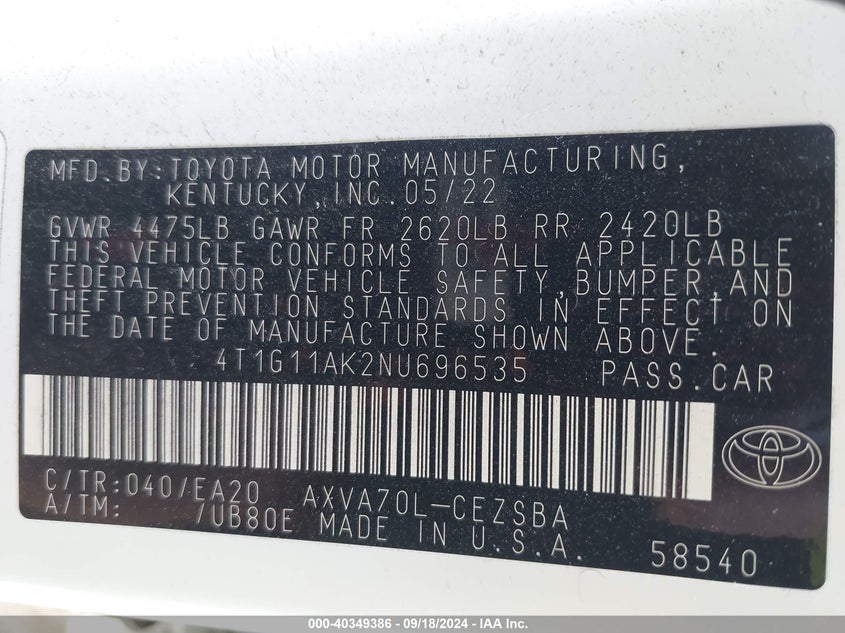 MFD.BY:TOYOTA MOTOR MANUFACTURING,
KENTUCKY,INC.05/22
GVWR 4475LB GAWR FR 2620LB RR 2420LB
THIS VEHICLE CONFORMS TO ALL APPLICABLE
FEDERAL MOTOR VEHICLE SAFETY,BUMPER,AND
THEFT PREVENTION STANDARDS IN EFFECT ON
THE DATE OF MANUFACTURE SHOWN ABOVE.
4T1G11AK2NU696535 PASS.CAR
C/TR:040/EA20 AXVA70L-CEZSBA
A/TM: /UB80E MADE IN U.S.A.
58540
000-40349386 - 09/18/2024 - IAA Inc.